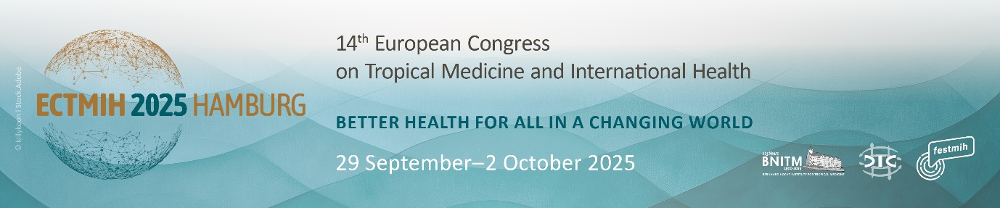 © killykoon | Stock.Adobe
ECTMIH 2025 HAMBURG
14th European Congress
on Tropical Medicine and International Health
BETTER HEALTH FOR ALL IN A CHANGING WORLD
29 September–2 October 2025
125 Years
BNITM
1900-2025
BERNHARD NOCHT INSTITUTE FOR TROPICAL MEDICINE
DTG
festmih